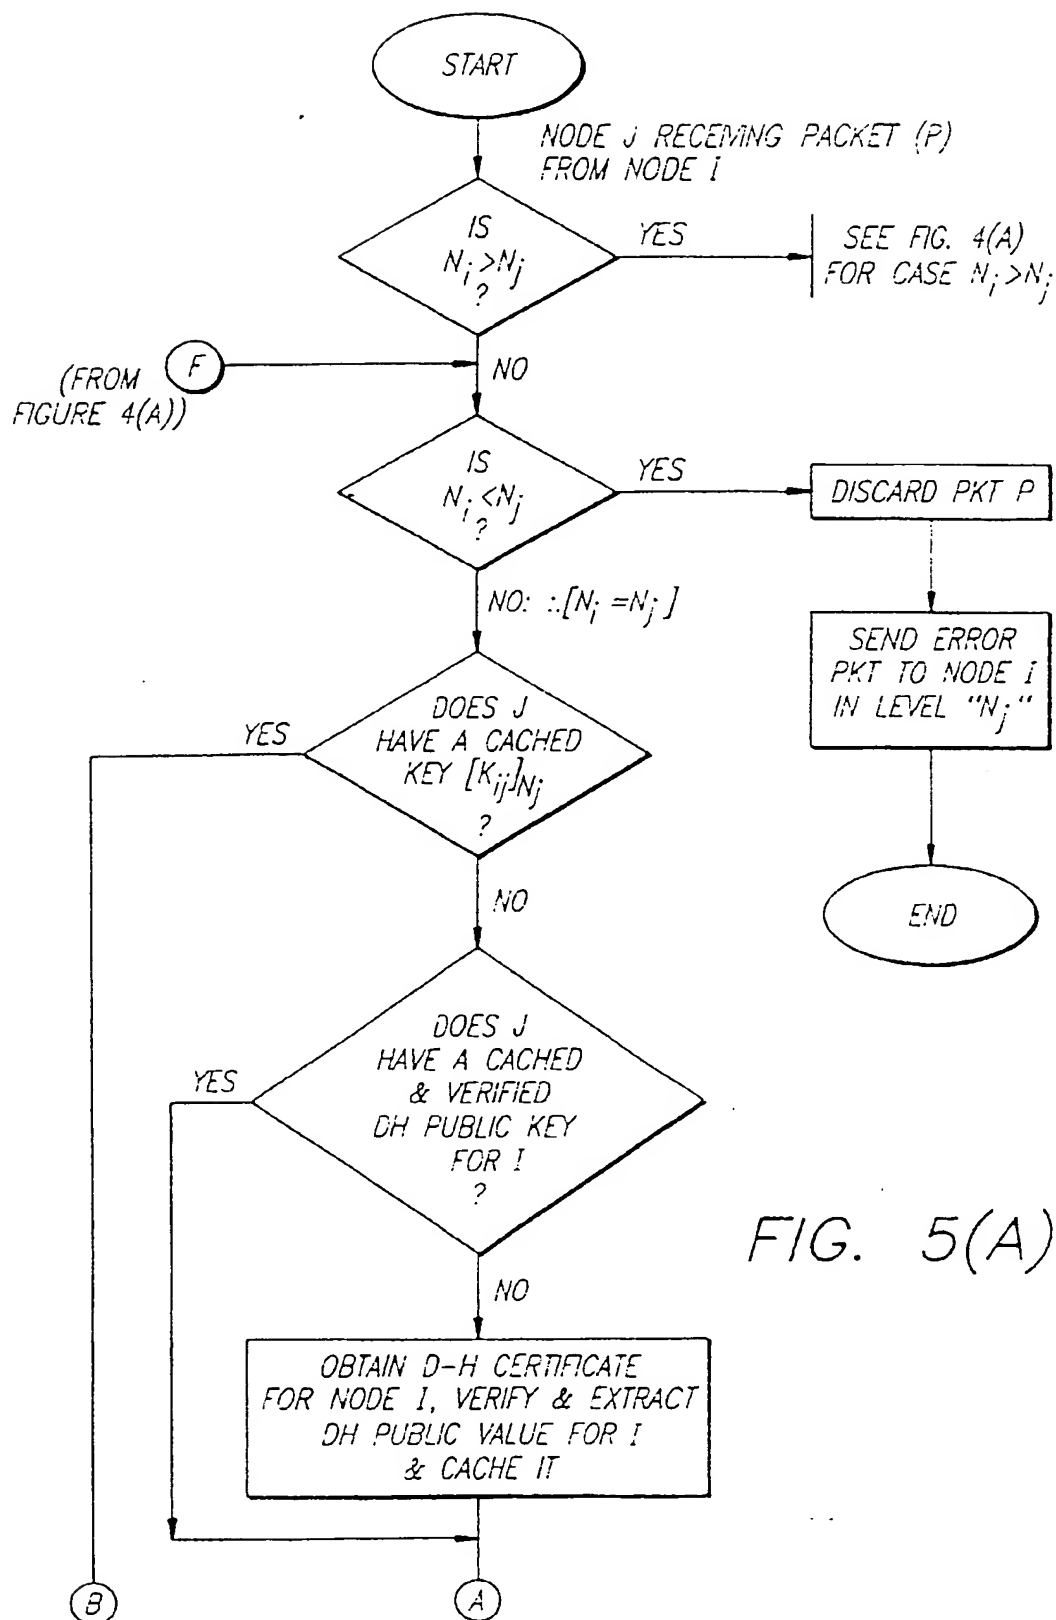 START
NODE J RECEIVING PACKET (P)
FROM NODE I
IS
N_i > N_j
?
YES
SEE FIG. 4(A)
FOR CASE N_i > N_j
NO
F
(FROM
FIGURE 4(A))
IS
N_i < N_j
?
YES
DISCARD PKT P
NO: ∴[N_i = N_j]
SEND ERROR
PKT TO NODE I
IN LEVEL "N_j"
DOES J
HAVE A CACHED
KEY [K_ij]_Nj
?
YES
NO
END
DOES J
HAVE A CACHED
& VERIFIED
DH PUBLIC KEY
FOR I
?
YES
NO
FIG. 5(A)
OBTAIN D-H CERTIFICATE
FOR NODE I, VERIFY & EXTRACT
DH PUBLIC VALUE FOR I
& CACHE IT
B
A